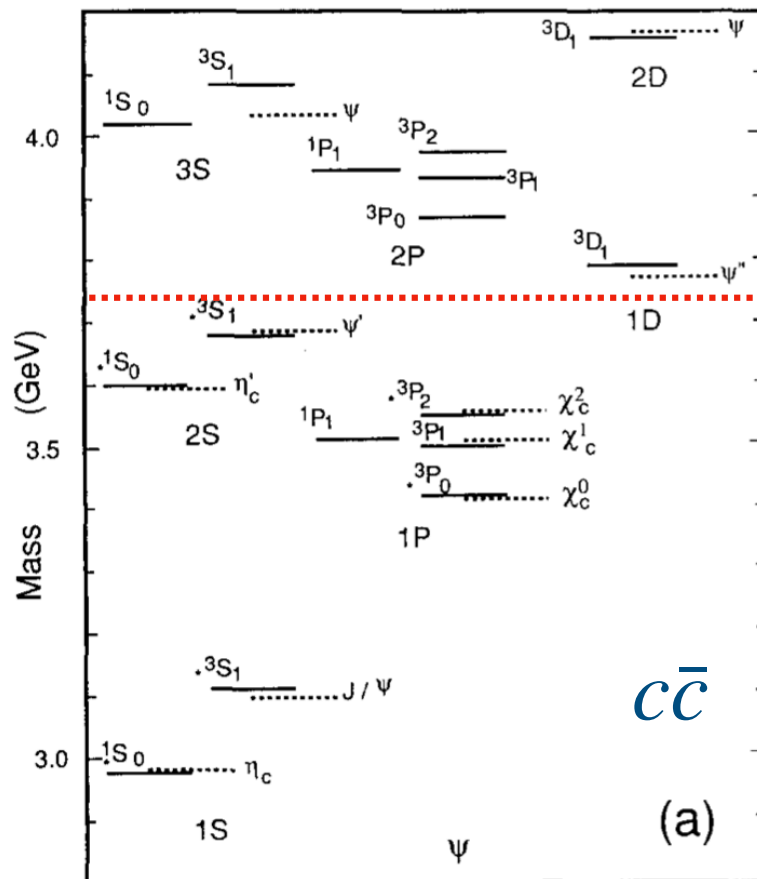 ³D₁ ψ
³S₁ 2D
¹S₀
ψ
4.0 ³P₂
¹P₁
3S ³P₁
³P₀
2P ³D₁
ψ"
³S₁ ψ' 1D
¹S₀
η'c
³P₂ χ²c
2S ¹P₁ ³P₁ χ¹c
3.5
³P₀ χ⁰c
1P
Mass (GeV)
³S₁
J/ψ cc̄
3.0 ¹S₀
ηc
1S ψ (a)